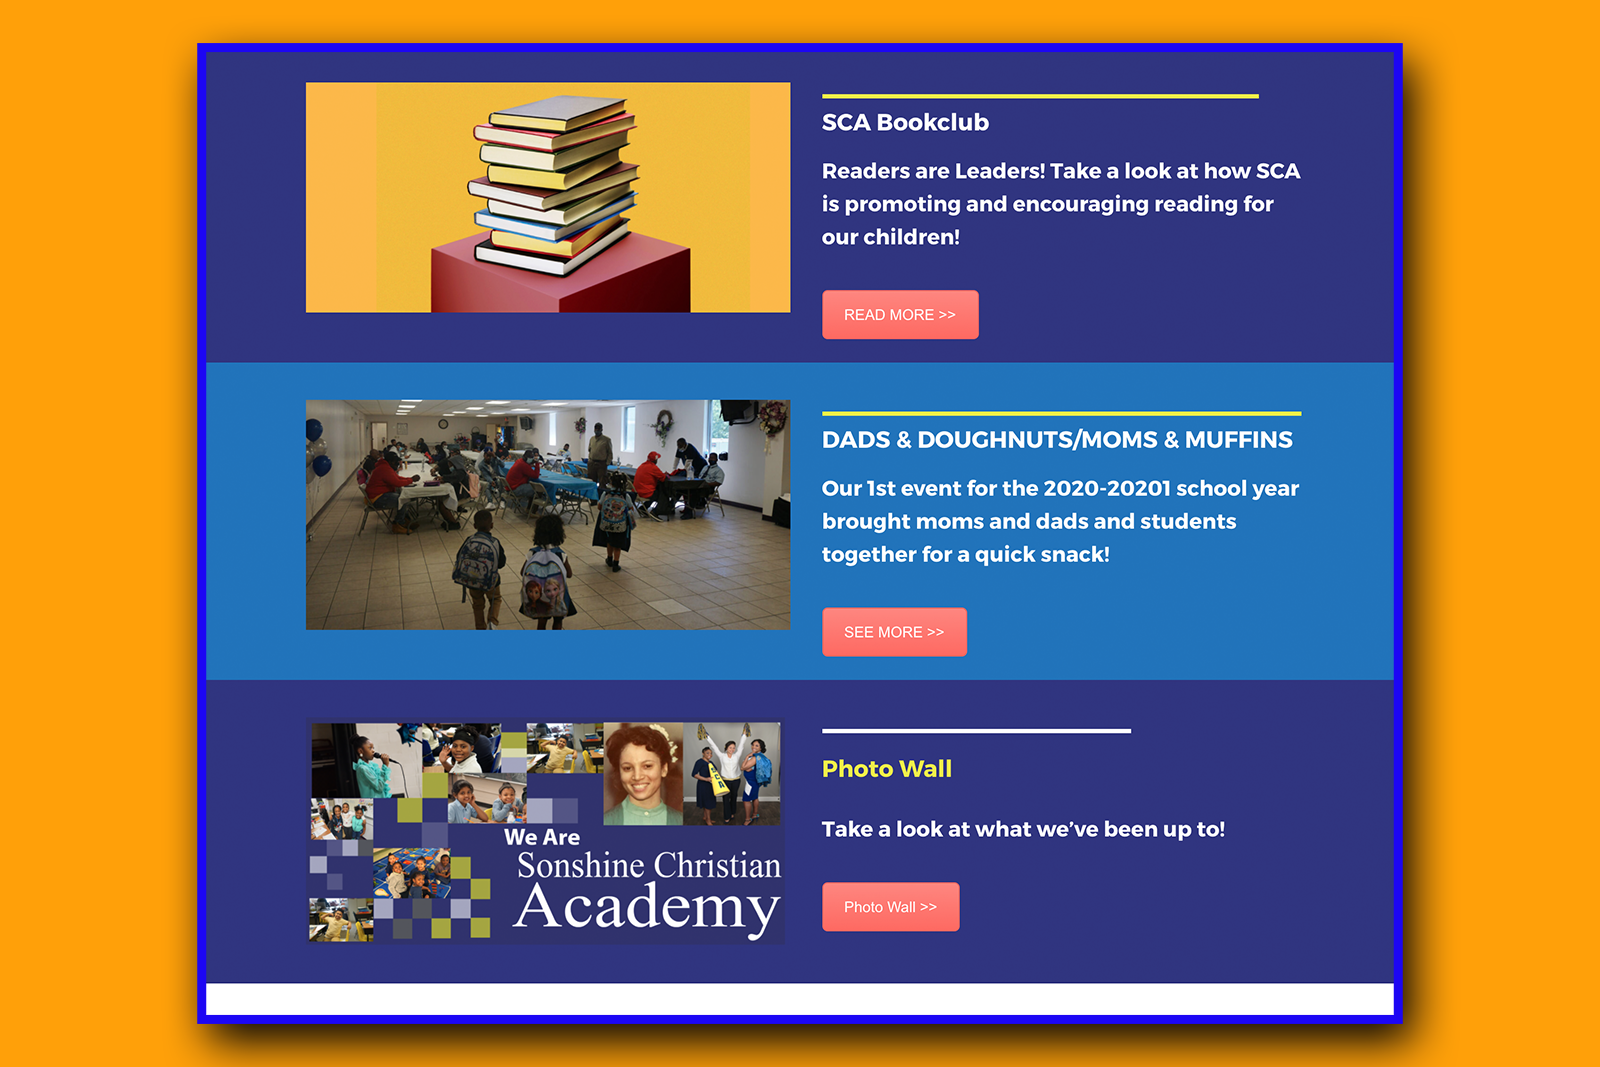 SCA Bookclub
Readers are Leaders! Take a look at how SCA
is promoting and encouraging reading for
our children!
READ MORE >>
DADS & DOUGHNUTS/MOMS & MUFFINS
Our 1st event for the 2020-20201 school year
brought moms and dads and students
together for a quick snack!
SEE MORE >>
We Are
Sonshine Christian
Academy
Photo Wall
Take a look at what we’ve been up to!
Photo Wall >>